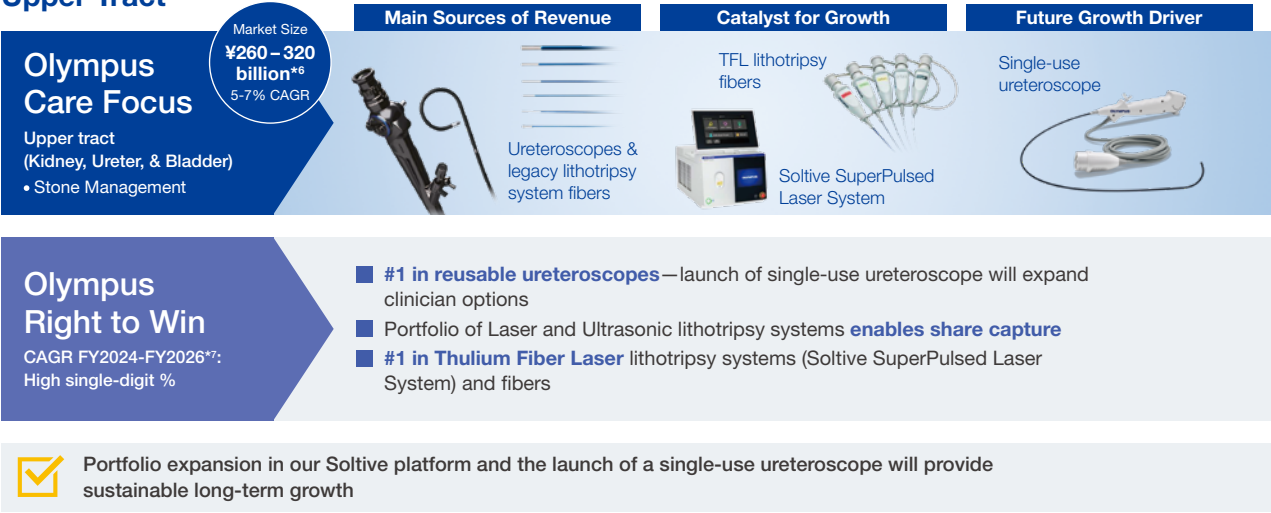 Upper Tract
Main Sources of Revenue
Catalyst for Growth
Future Growth Driver
Market Size
¥260–320
billion*6
5-7% CAGR
Olympus
Care Focus
Upper tract
(Kidney, Ureter, & Bladder)
• Stone Management
Ureteroscopes &
legacy lithotripsy
system fibers
TFL lithotripsy
fibers
Soltive SuperPulsed
Laser System
Single-use
ureteroscope
Olympus
Right to Win
CAGR FY2024-FY2026*7:
High single-digit %
#1 in reusable ureteroscopes—launch of single-use ureteroscope will expand
clinician options
Portfolio of Laser and Ultrasonic lithotripsy systems enables share capture
#1 in Thulium Fiber Laser lithotripsy systems (Soltive SuperPulsed Laser
System) and fibers
Portfolio expansion in our Soltive platform and the launch of a single-use ureteroscope will provide
sustainable long-term growth